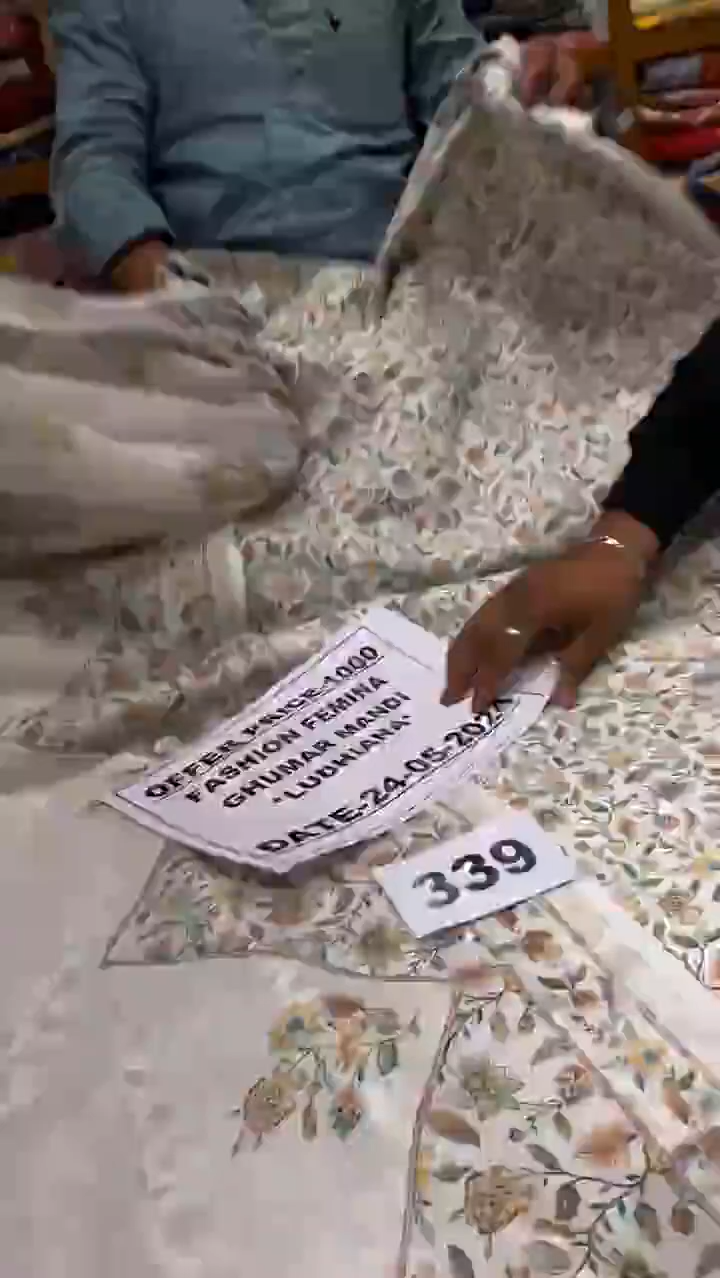 OFFER PRICE-1000
FASHION FEMINA
GHUMAR MANDI
"LUDHIANA"
DATE-24-05-2024
339